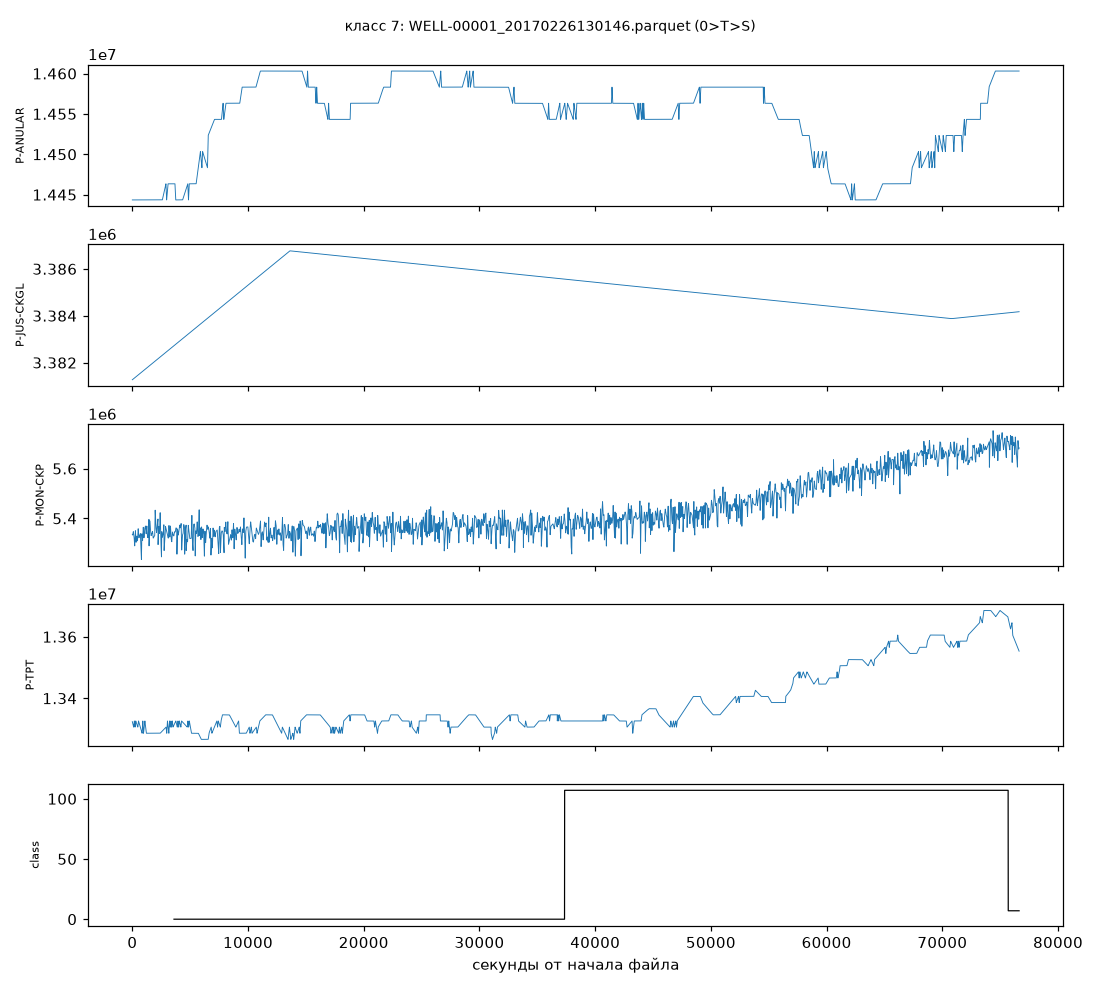 класс 7: WELL-00001_20170226130146.parquet (0>T>S)
1e7
1.460
1.455
1.450
1.445
P-ANULAR
1e6
3.386
3.384
3.382
P-JUS-CKGL
1e6
5.6
5.4
P-MON-CKP
1e7
1.36
1.34
P-TPT
100
50
0
class
0 10000 20000 30000 40000 50000 60000 70000 80000
секунды от начала файла